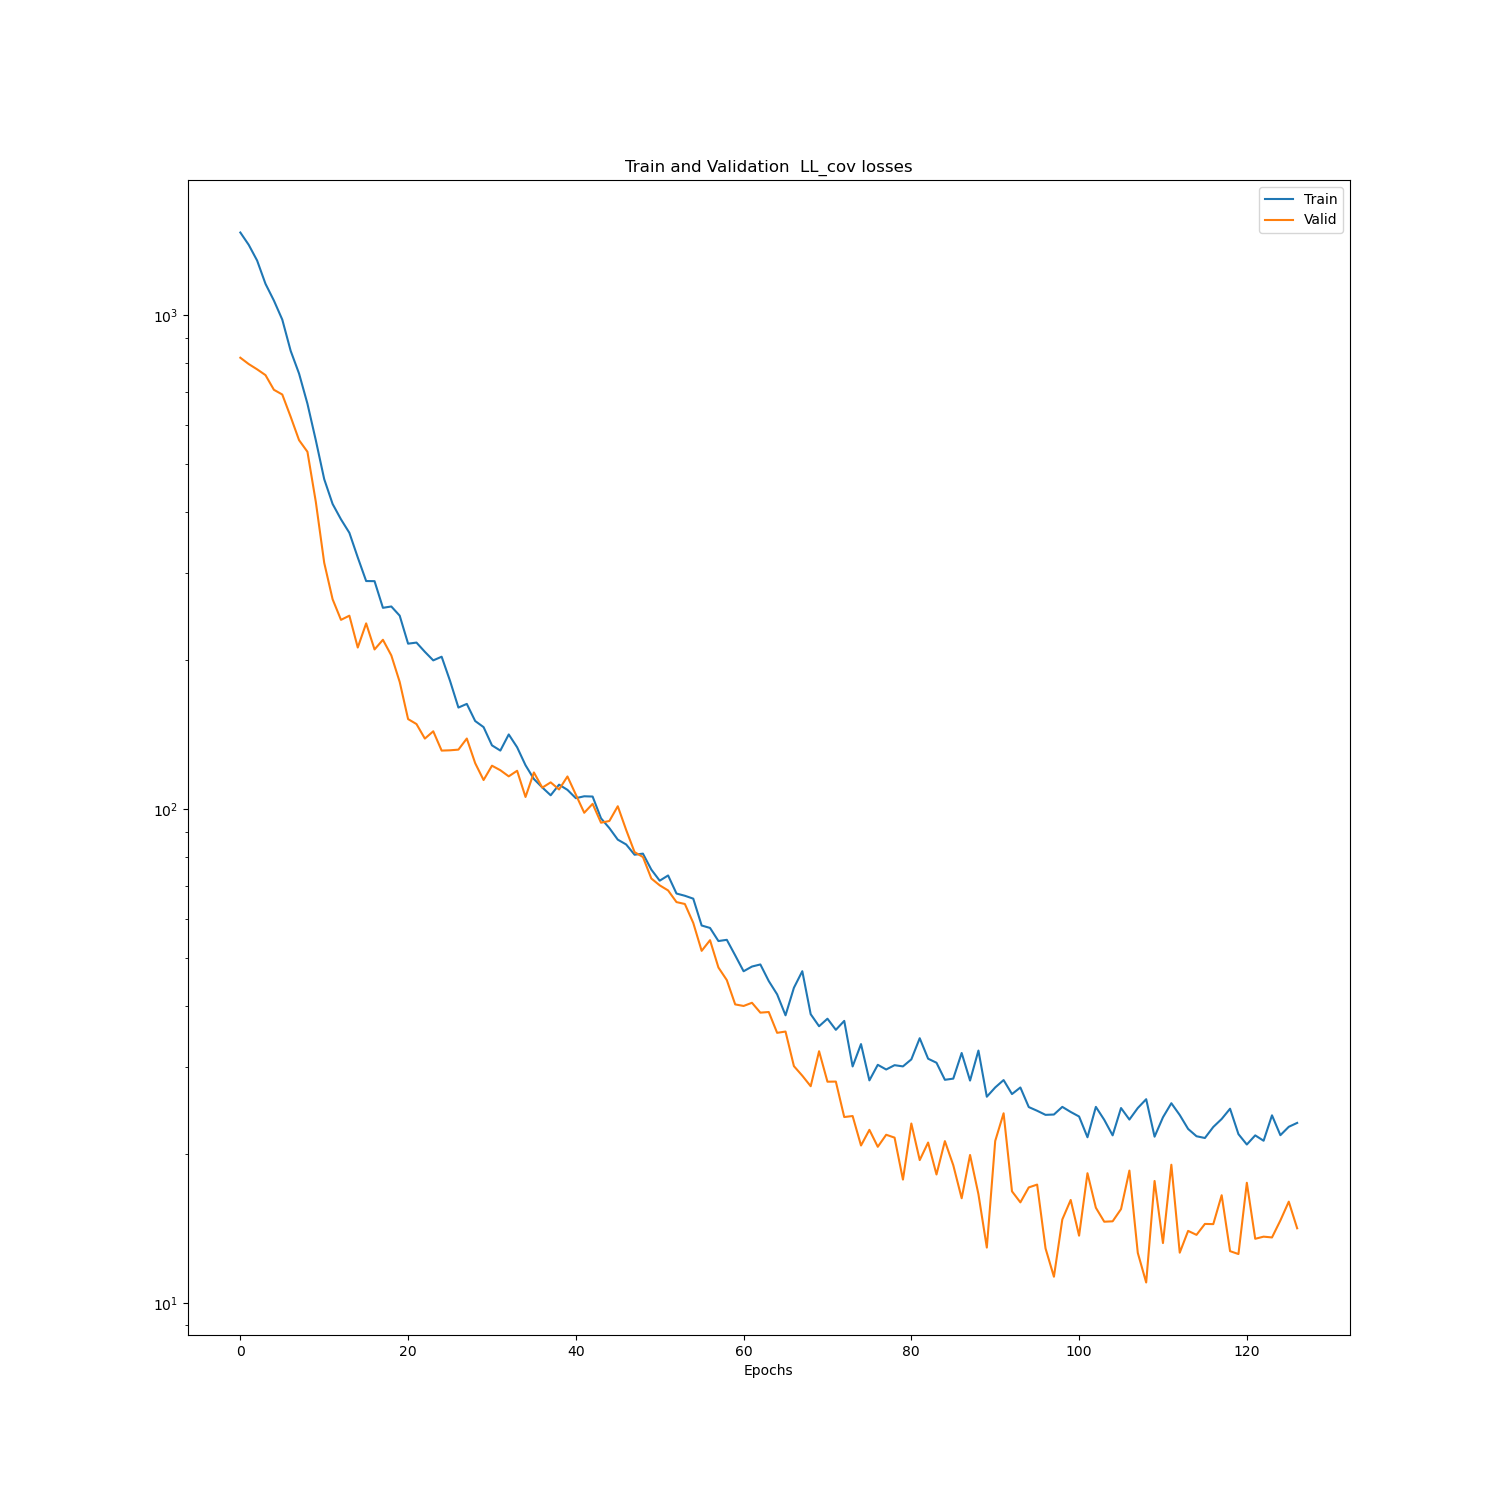 Train and Validation  LL_cov losses
Train
Valid
10³
10²
10¹
0 20 40 60 80 100 120
Epochs